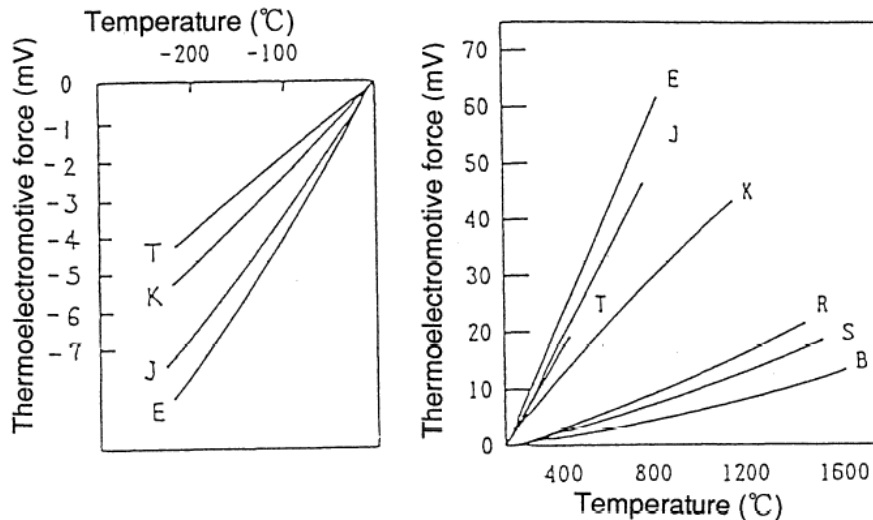 Temperature (℃)
-200 -100
Thermoelectromotive force (mV)
0
-1
-2
-3
-4
-5
-6
-7
T
K
J
E
Thermoelectromotive force (mV)
70
60
50
40
30
20
10
0
E
J
K
T
R
S
B
400 800 1200 1600
Temperature (℃)